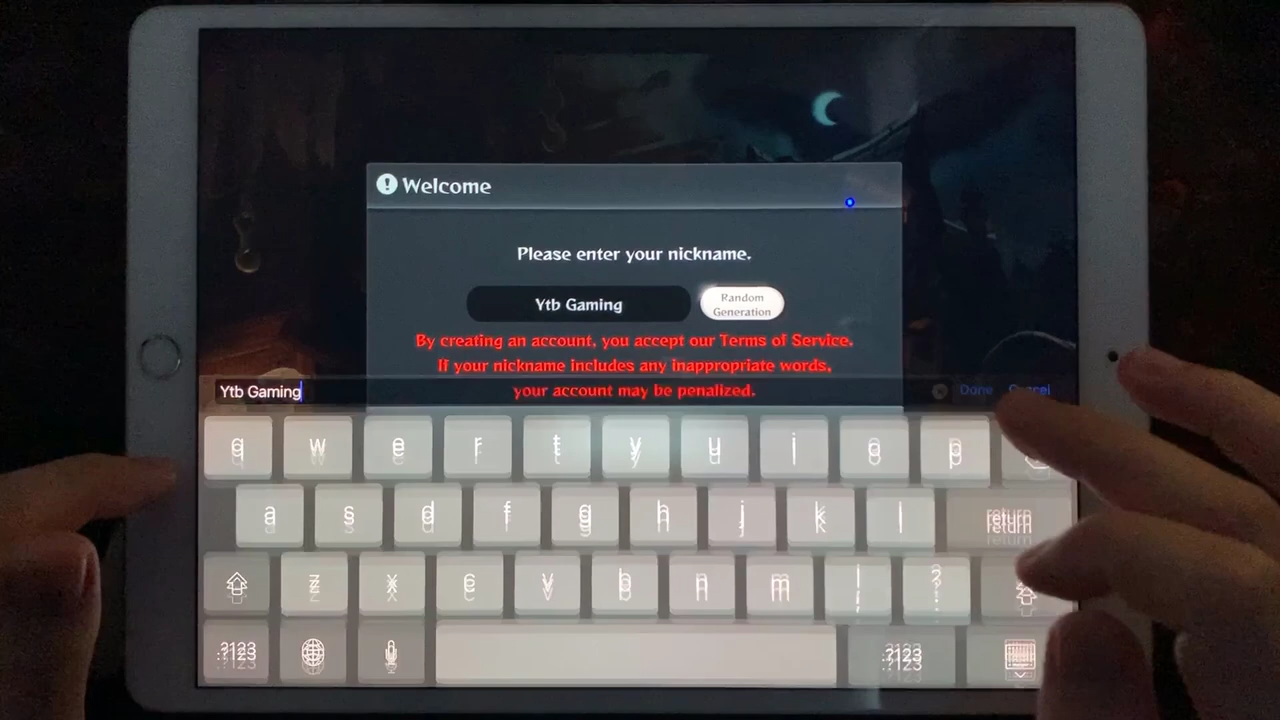 Welcome
Please enter your nickname.
Ytb Gaming
Random
Generation
By creating an account, you accept our Terms of Service.
If your nickname includes any inappropriate words,
your account may be penalized.
Ytb Gaming
Done Cancel
q w e r t y u i o p
a s d f g h j k l return
z x c v b n m ! , ? .
.?123 .?123